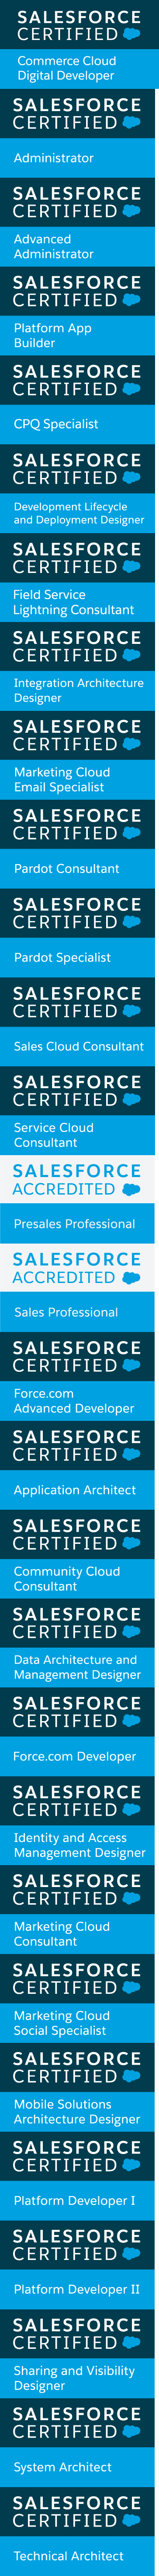 SALESFORCE
CERTIFIED
Commerce Cloud
Digital Developer
SALESFORCE
CERTIFIED
Administrator
SALESFORCE
CERTIFIED
Advanced
Administrator
SALESFORCE
CERTIFIED
Platform App
Builder
SALESFORCE
CERTIFIED
CPQ Specialist
SALESFORCE
CERTIFIED
Development Lifecycle
and Deployment Designer
SALESFORCE
CERTIFIED
Field Service
Lightning Consultant
SALESFORCE
CERTIFIED
Integration Architecture
Designer
SALESFORCE
CERTIFIED
Marketing Cloud
Email Specialist
SALESFORCE
CERTIFIED
Pardot Consultant
SALESFORCE
CERTIFIED
Pardot Specialist
SALESFORCE
CERTIFIED
Sales Cloud Consultant
SALESFORCE
CERTIFIED
Service Cloud
Consultant
SALESFORCE
ACCREDITED
Presales Professional
SALESFORCE
ACCREDITED
Sales Professional
SALESFORCE
CERTIFIED
Force.com
Advanced Developer
SALESFORCE
CERTIFIED
Application Architect
SALESFORCE
CERTIFIED
Community Cloud
Consultant
SALESFORCE
CERTIFIED
Data Architecture and
Management Designer
SALESFORCE
CERTIFIED
Force.com Developer
SALESFORCE
CERTIFIED
Identity and Access
Management Designer
SALESFORCE
CERTIFIED
Marketing Cloud
Consultant
SALESFORCE
CERTIFIED
Marketing Cloud
Social Specialist
SALESFORCE
CERTIFIED
Mobile Solutions
Architecture Designer
SALESFORCE
CERTIFIED
Platform Developer I
SALESFORCE
CERTIFIED
Platform Developer II
SALESFORCE
CERTIFIED
Sharing and Visibility
Designer
SALESFORCE
CERTIFIED
System Architect
SALESFORCE
CERTIFIED
Technical Architect